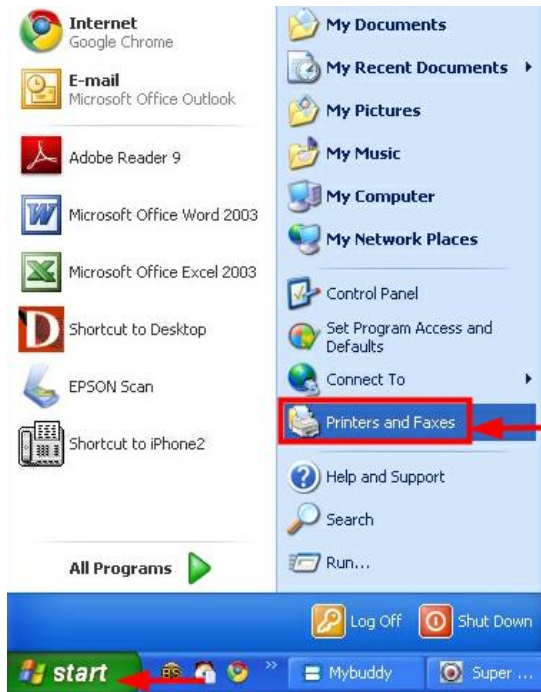 Internet
Google Chrome
E-mail
Microsoft Office Outlook
Adobe Reader 9
Microsoft Office Word 2003
Microsoft Office Excel 2003
Shortcut to Desktop
EPSON Scan
Shortcut to iPhone2
All Programs
My Documents
My Recent Documents
My Pictures
My Music
My Computer
My Network Places
Control Panel
Set Program Access and
Defaults
Connect To
Printers and Faxes
Help and Support
Search
Run...
Log Off
Shut Down
start
Mybuddy
Super ...